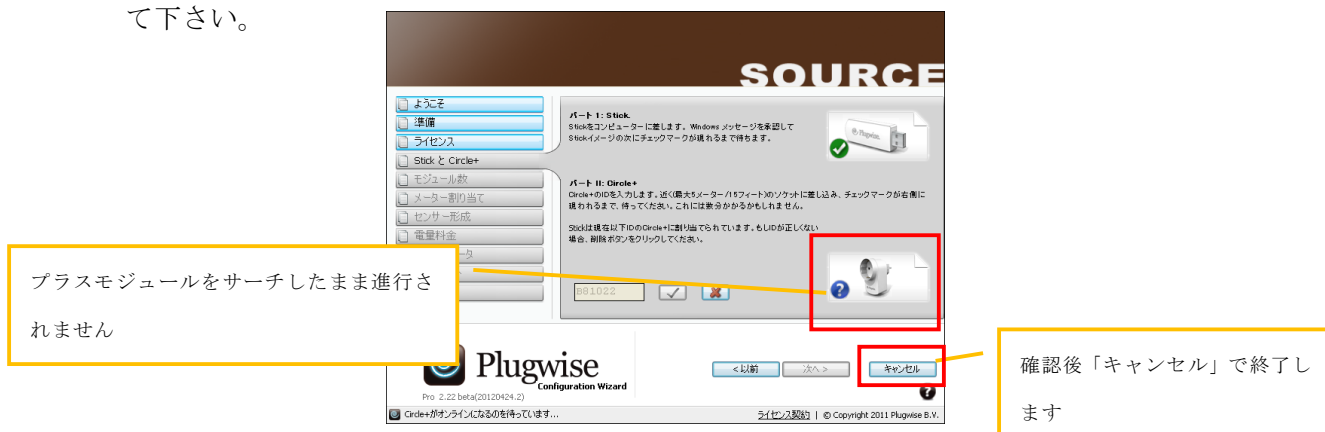 て下さい。
SOURCE
ようこそ
準備
ライセンス
Stick と Circle+
モジュール数
メーター割り当て
センサー形成
電量料金
ータ
パート I: Stick.
Stickをコンピューターに差します。 Windows メッセージを承認して
Stickイメージの次にチェックマークが現れるまで待ちます。
Plugwise
パート II: Circle+
Circle+のIDを入力します。近く(最大5メーター/15フィート)のソケットに差し込み、チェックマークが右側に
現われるまで、待ってください。これには数分かかるかもしれません。
Stickは現在以下IDのCircle+に割り当てられています。もしIDが正しくない
場合、削除ボタンをクリックしてください。
B81022
プラスモジュールをサーチしたまま進行さ
れません
Plugwise
Configuration Wizard
Pro 2.22 beta(20120424.2)
<以前
次へ >
キャンセル
確認後「キャンセル」で終了し
ます
Circle+がオンラインになるのを待っています...
ライセンス契約 | © Copyright 2011 Plugwise B.V.